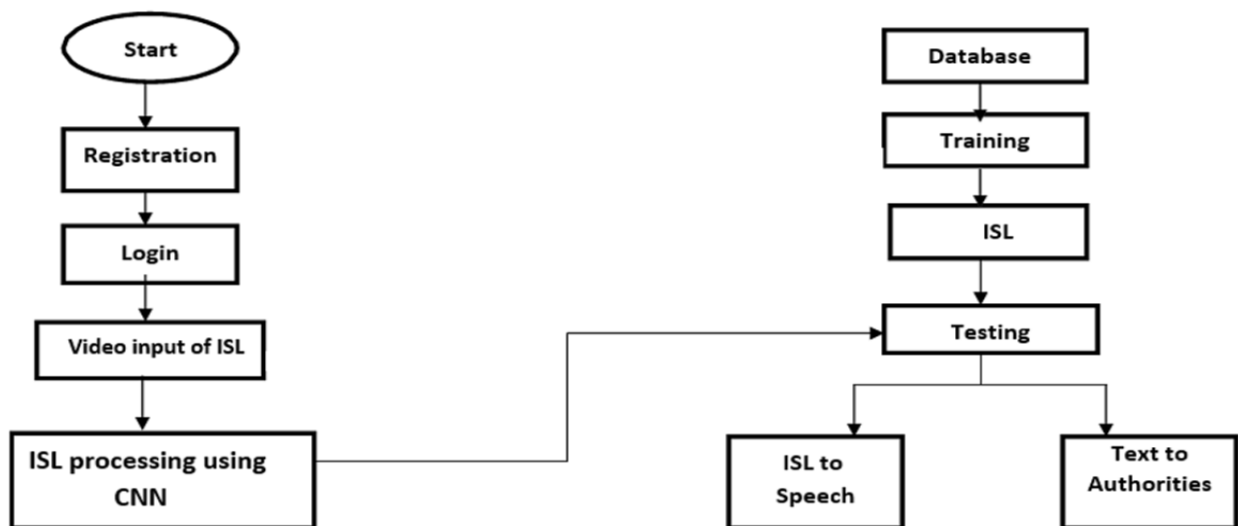 Start
Registration
Login
Video input of ISL
ISL processing using
CNN
Database
Training
ISL
Testing
ISL to
Speech
Text to
Authorities